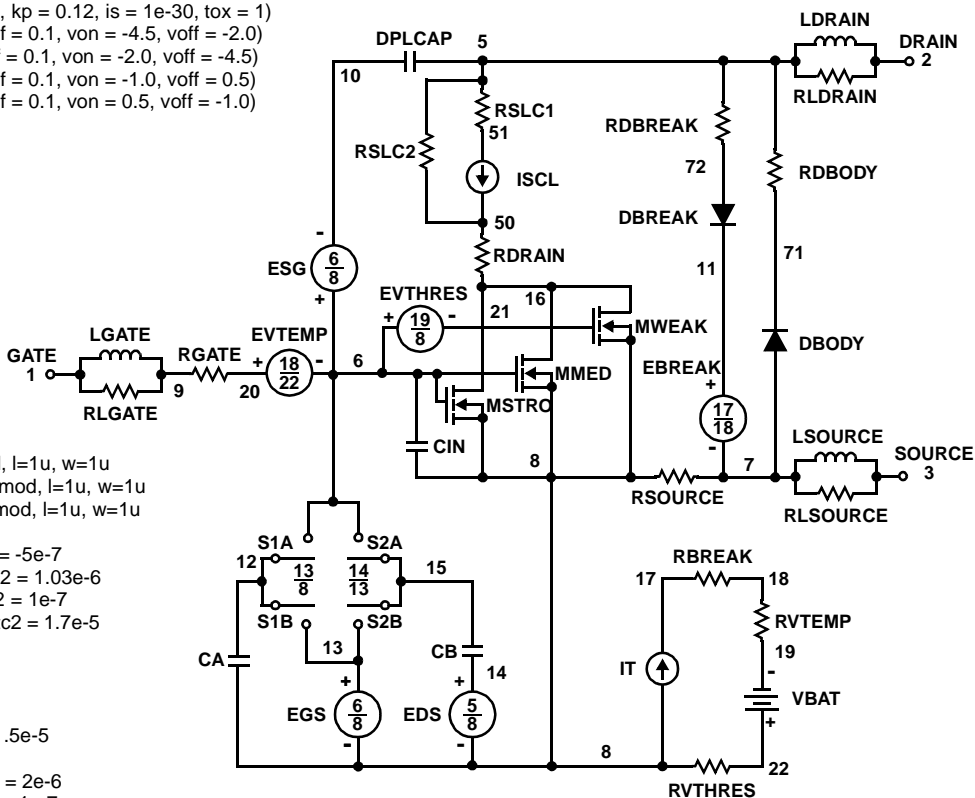 , kp = 0.12, is = 1e-30, tox = 1)
f = 0.1, von = -4.5, voff = -2.0)
f = 0.1, von = -2.0, voff = -4.5)
f = 0.1, von = -1.0, voff = 0.5)
f = 0.1, von = 0.5, voff = -1.0)
LDRAIN
DPLCAP
5
DRAIN
2
10
RLDRAIN
RSLC1
51
RDBREAK
RSLC2
72
RDBODY
ISCL
50
DBREAK
RDRAIN
71
11
-
ESG
6
8
+
EVTHRES
16
+
19
8
-
21
MWEAK
LGATE
EVTEMP
GATE
1
RGATE
+
18
22
-
6
MMED
EBREAK
+
DBODY
9
20
RLGATE
MSTRO
17
18
-
CIN
LSOURCE
SOURCE
3
8
7
RSOURCE
RLSOURCE
l, l=1u, w=1u
mod, l=1u, w=1u
mod, l=1u, w=1u
S1A
S2A
12
13
8
14
13
15
S1B
S2B
13
CA
CB
14
+
+
EGS
6
8
-
EDS
5
8
-
RBREAK
17
18
RVTEMP
19
IT
-
VBAT
+
8
22
RVTHRES
= -5e-7
2 = 1.03e-6
2 = 1e-7
c2 = 1.7e-5
.5e-5
= 2e-6